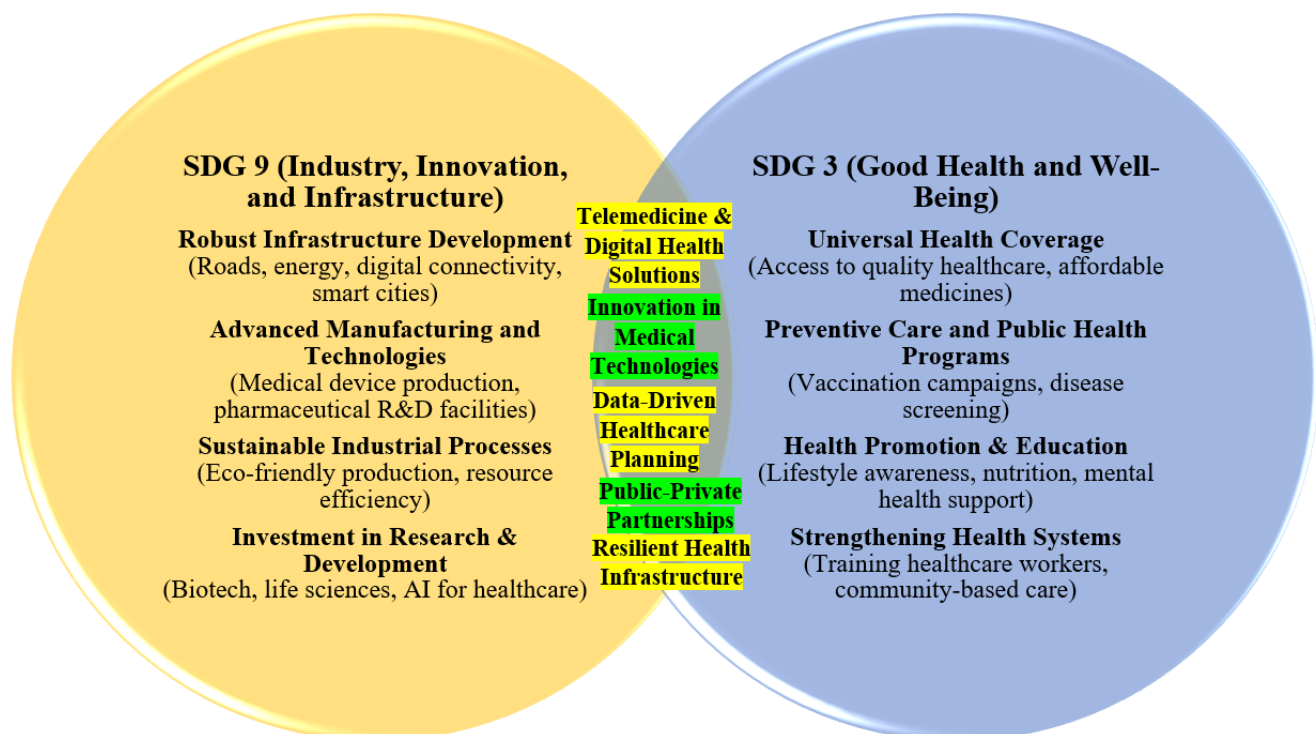 SDG 9 (Industry, Innovation,
and Infrastructure)
Robust Infrastructure Development
(Roads, energy, digital connectivity,
smart cities)
Advanced Manufacturing and
Technologies
(Medical device production,
pharmaceutical R&D facilities)
Sustainable Industrial Processes
(Eco-friendly production, resource
efficiency)
Investment in Research &
Development
(Biotech, life sciences, AI for healthcare)
Telemedicine &
Digital Health
Solutions
Innovation in
Medical
Technologies
Data-Driven
Healthcare
Planning
Public-Private
Partnerships
Resilient Health
Infrastructure
SDG 3 (Good Health and Well-
Being)
Universal Health Coverage
(Access to quality healthcare, affordable
medicines)
Preventive Care and Public Health
Programs
(Vaccination campaigns, disease
screening)
Health Promotion & Education
(Lifestyle awareness, nutrition, mental
health support)
Strengthening Health Systems
(Training healthcare workers,
community-based care)